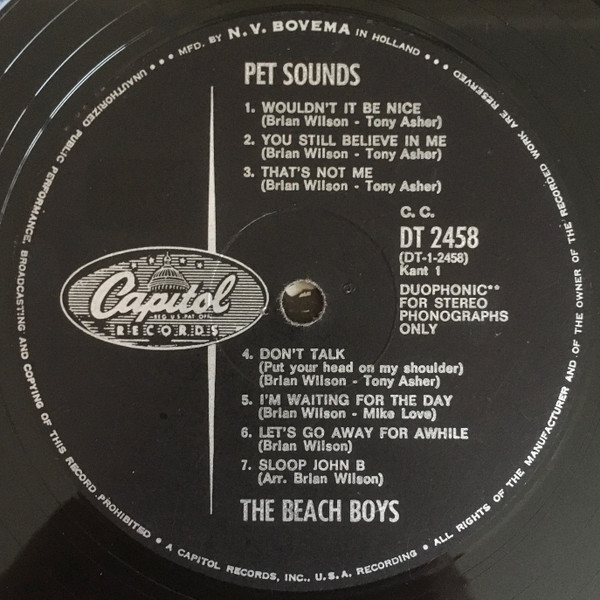 ••• MFD. BY N.V. BOVEMA IN HOLLAND •••
PET SOUNDS
1. WOULDN'T IT BE NICE
(Brian Wilson - Tony Asher)
2. YOU STILL BELIEVE IN ME
(Brian Wilson - Tony Asher)
3. THAT'S NOT ME
(Brian Wilson - Tony Asher)
C. C.
DT 2458
(DT-1-2458)
Kant 1
DUOPHONIC**
FOR STEREO
PHONOGRAPHS
ONLY
Capitol
REG. U.S. PAT. OFF.
RECORDS
4. DON'T TALK
(Put your head on my shoulder)
(Brian Wilson - Tony Asher)
5. I'M WAITING FOR THE DAY
(Brian Wilson - Mike Love)
6. LET'S GO AWAY FOR AWHILE
(Brian Wilson)
7. SLOOP JOHN B
(Arr. Brian Wilson)
THE BEACH BOYS
UNAUTHORIZED PUBLIC PERFORMANCE, BROADCASTING AND COPYING OF THIS RECORD PROHIBITED • A CAPITOL RECORDS, INC., U.S.A. RECORDING • ALL RIGHTS OF THE MANUFACTURER AND OF THE OWNER OF THE RECORDED WORK ARE RESERVED